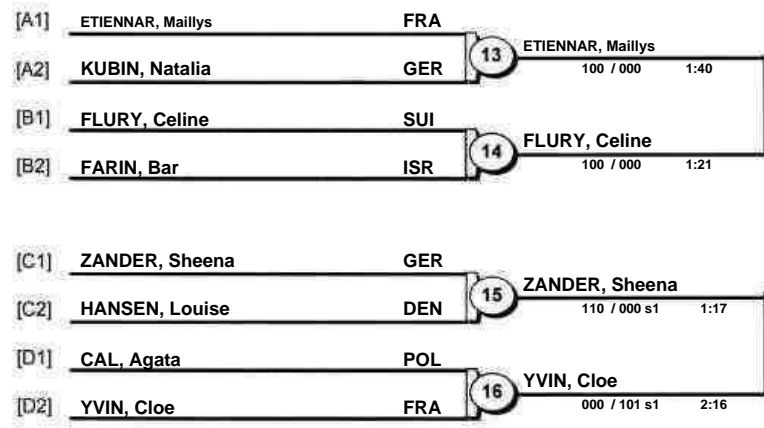 [A1] ETIENNAR, Maillys FRA
13 ETIENNAR, Maillys
[A2] KUBIN, Natalia GER
100 / 000 1:40
[B1] FLURY, Celine SUI
14 FLURY, Celine
[B2] FARIN, Bar ISR
100 / 000 1:21
[C1] ZANDER, Sheena GER
15 ZANDER, Sheena
[C2] HANSEN, Louise DEN
110 / 000 s1 1:17
[D1] CAL, Agata POL
16 YVIN, Cloe
[D2] YVIN, Cloe FRA
000 / 101 s1 2:16